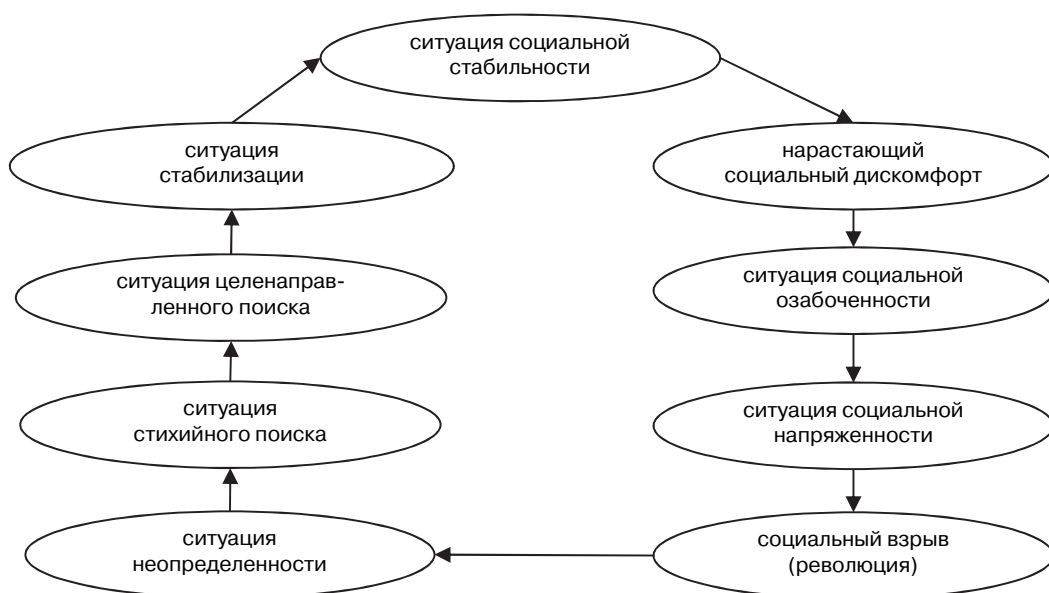 ситуация социальной
стабильности
нарастающий
социальный дискомфорт
ситуация социальной
озабоченности
ситуация социальной
напряженности
социальный взрыв
(революция)
ситуация
неопределенности
ситуация
стихийного поиска
ситуация целенаправ-
ленного поиска
ситуация
стабилизации